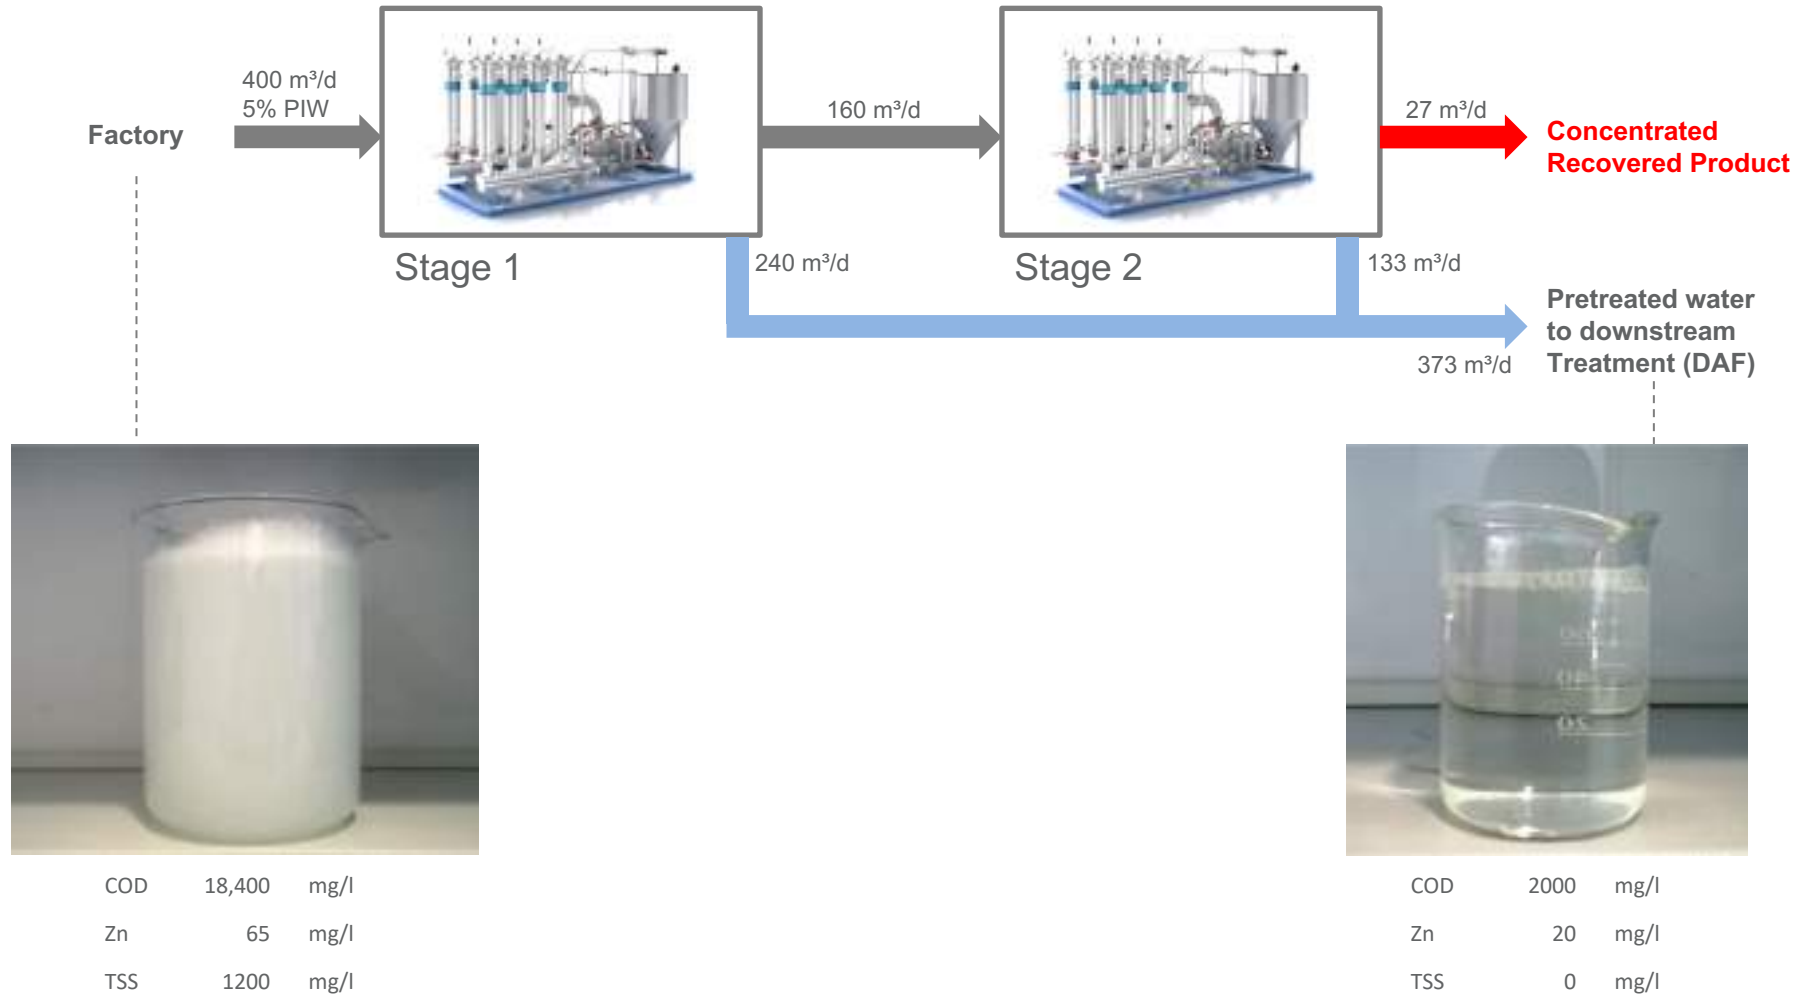 400 m³/d
5% PIW
Factory
160 m³/d
27 m³/d
Concentrated
Recovered Product
Stage 1
240 m³/d
Stage 2
133 m³/d
Pretreated water
to downstream
Treatment (DAF)
373 m³/d
COD 18,400 mg/l
Zn 65 mg/l
TSS 1200 mg/l
COD 2000 mg/l
Zn 20 mg/l
TSS 0 mg/l